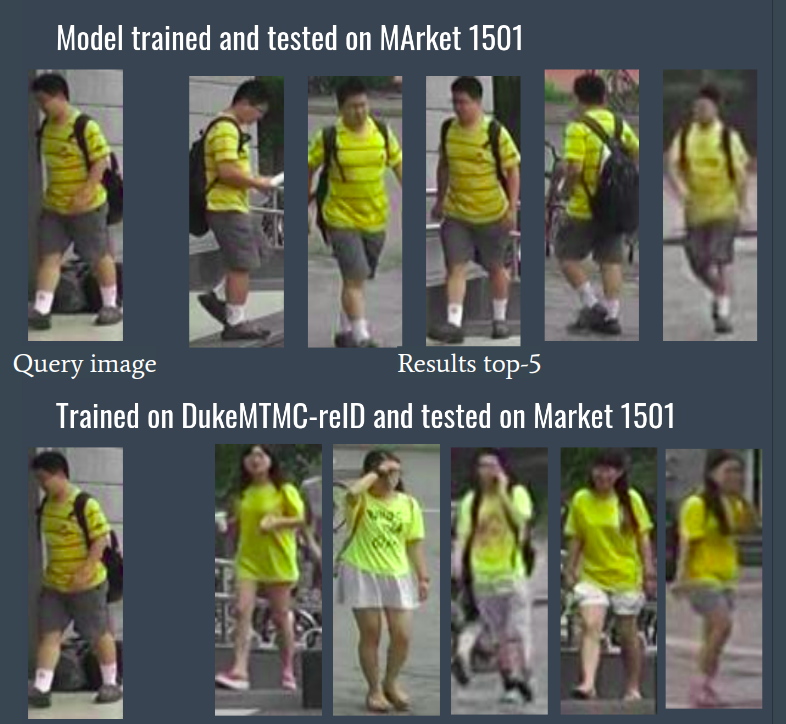 Model trained and tested on MArket 1501
Query image
Results top-5
Trained on DukeMTMC-reID and tested on Market 1501